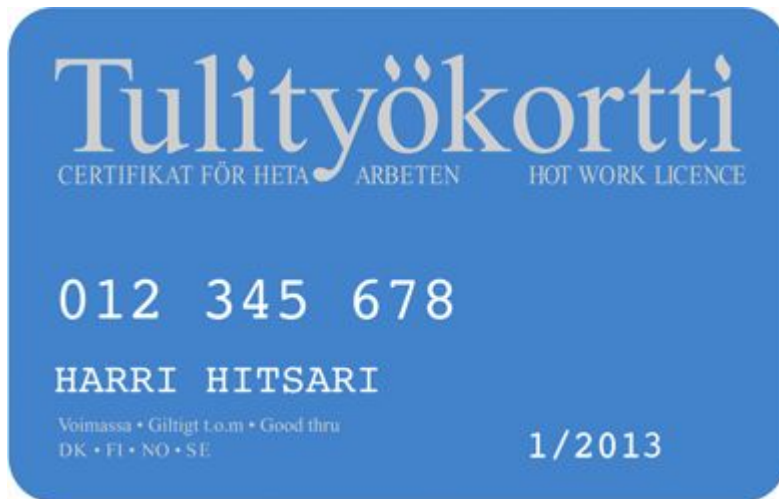 Tulityökortti
CERTIFIKAT FÖR HETA ARBETEN HOT WORK LICENCE
012 345 678
HARRI HITSARI
Voimassa • Giltigt t.o.m • Good thru
DK • FI • NO • SE
1/2013